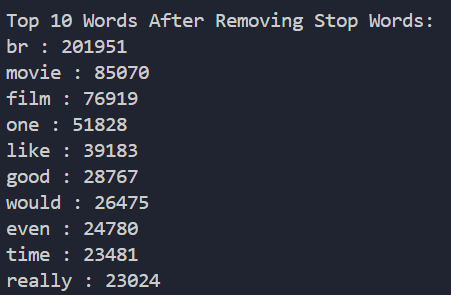 Top 10 Words After Removing Stop Words:
br : 201951
movie : 85070
film : 76919
one : 51828
like : 39183
good : 28767
would : 26475
even : 24780
time : 23481
really : 23024